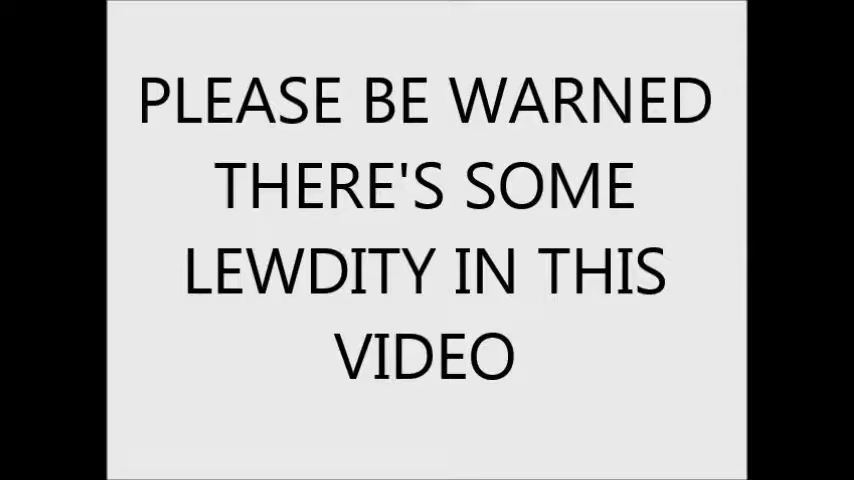 PLEASE BE WARNED
THERE'S SOME
LEWDITY IN THIS
VIDEO